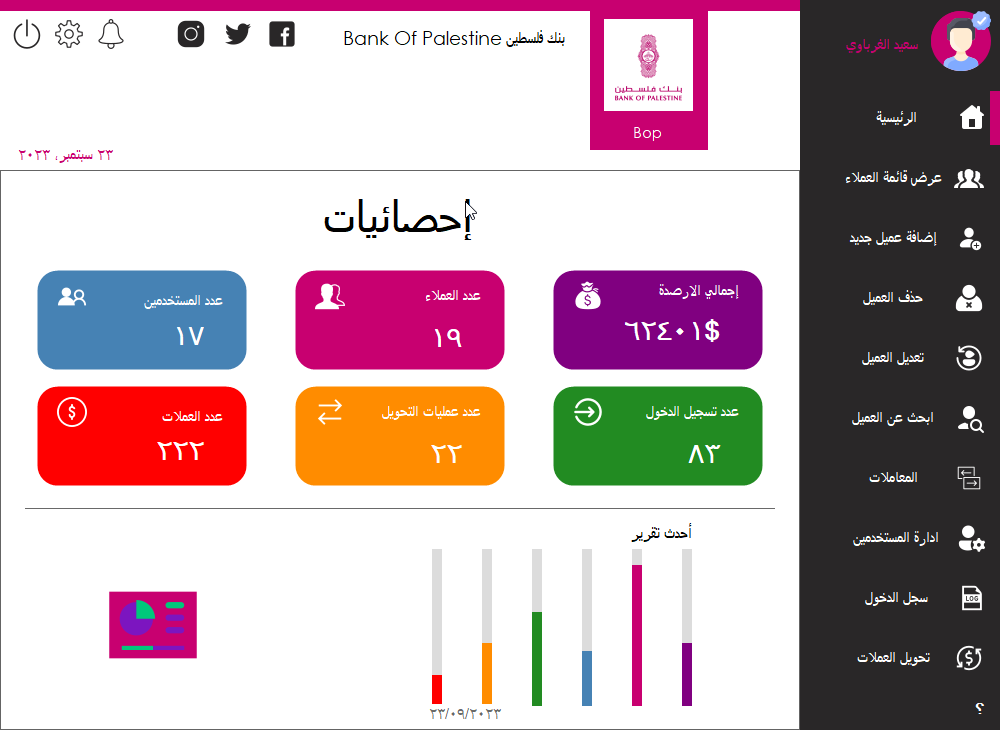 سعيد الغرباوي
الرئيسية
عرض قائمة العملاء
إضافة عميل جديد
حذف العميل
تعديل العميل
ابحث عن العميل
المعاملات
ادارة المستخدمين
سجل الدخول
LOG
تحويل العملات
؟
بنك فلسطين Bank Of Palestine
بنك فلسطين
BANK OF PALESTINE
Bop
٢٣ سبتمبر، ٢٠٢٣
إحصائيات
إجمالي الارصدة
٦٢٤٠١$
عدد العملاء
١٩
عدد المستخدمين
١٧
عدد تسجيل الدخول
٨٣
عدد عمليات التحويل
٢٢
عدد العملات
٢٢٢
أحدث تقرير
٢٣/٠٩/٢٠٢٣